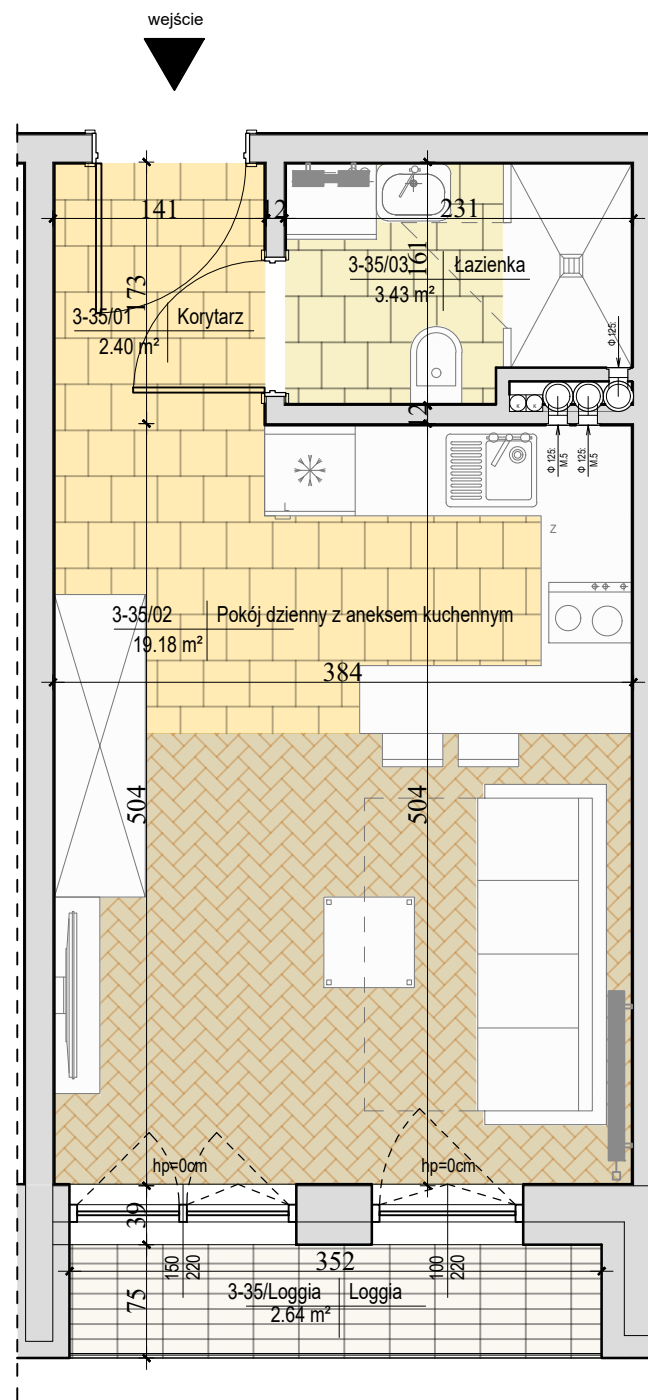 wejście
141
12
231
173
161
3-35/03 Łazienka
3.43 m²
3-35/01 Korytarz
2.40 m²
Φ 125:
12
Φ 125:
M.5
Φ 125:
M.5
Z
3-35/02 Pokój dzienny z aneksem kuchennym
19.18 m²
384
504
504
hp=0cm
hp=0cm
39
150
220
100
220
352
75
3-35/Loggia Loggia
2.64 m²